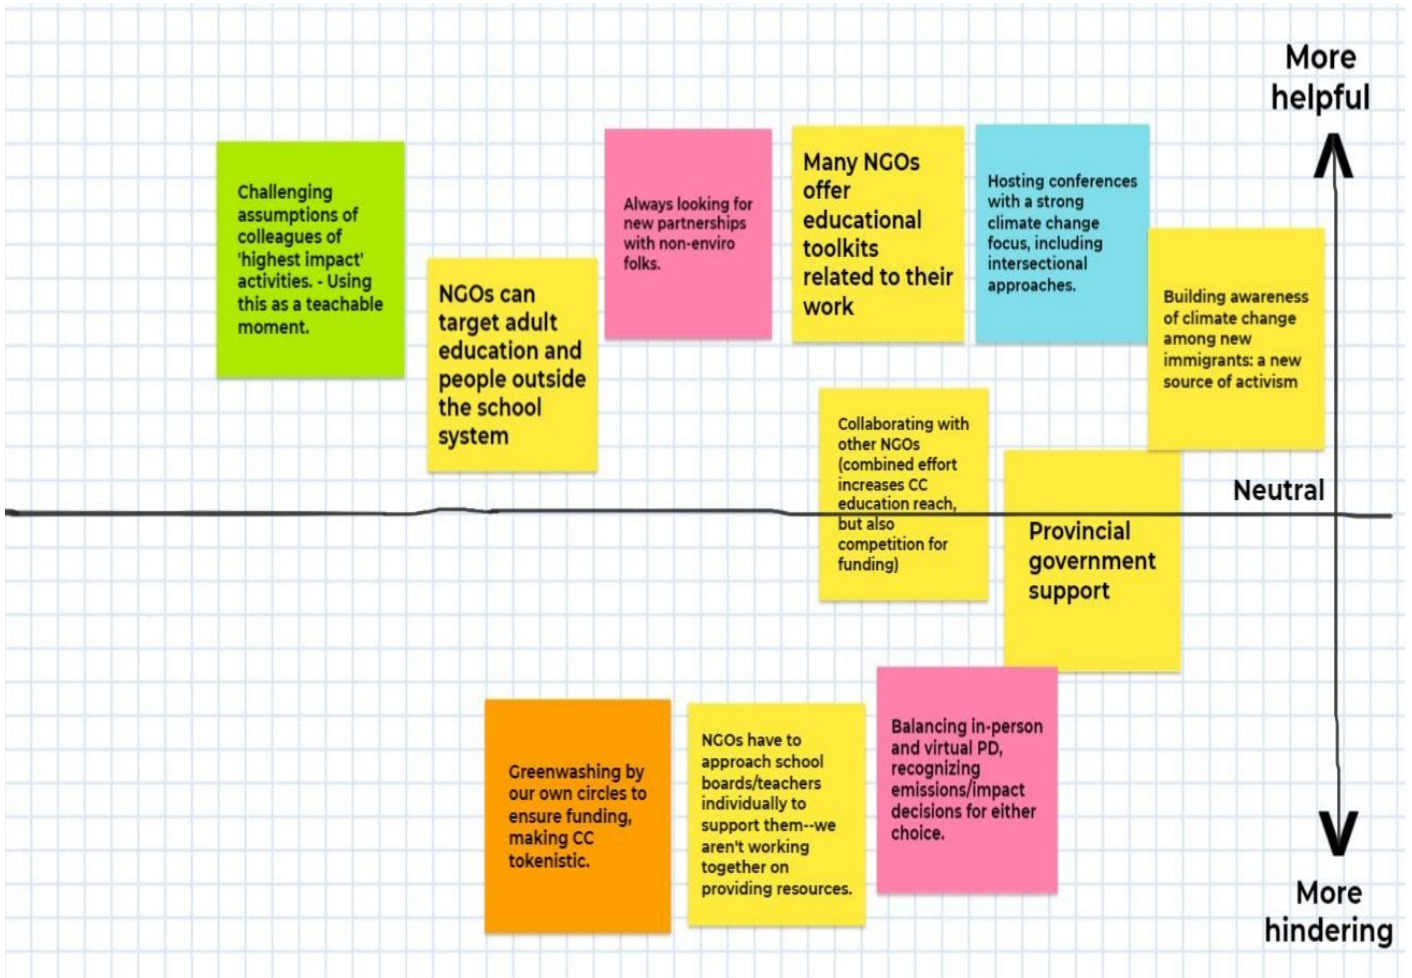 More
helpful
Challenging
assumptions of
colleagues of
'highest impact'
activities. - Using
this as a teachable
moment.
NGOs can
target adult
education and
people outside
the school
system
Always looking for
new partnerships
with non-enviro
folks.
Many NGOs
offer
educational
toolkits
related to their
work
Hosting conferences
with a strong
climate change
focus, including
intersectional
approaches.
Building awareness
of climate change
among new
immigrants: a new
source of activism
Collaborating with
other NGOs
(combined effort
increases CC
education reach,
but also
competition for
funding)
Neutral
Provincial
government
support
Greenwashing by
our own circles to
ensure funding,
making CC
tokenistic.
NGOs have to
approach school
boards/teachers
individually to
support them--we
aren't working
together on
providing resources.
Balancing in-person
and virtual PD,
recognizing
emissions/impact
decisions for either
choice.
More
hindering